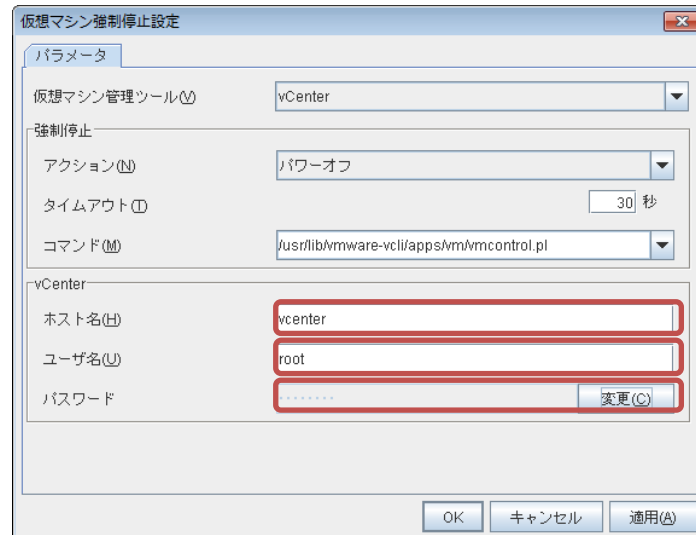 仮想マシン強制停止設定
パラメータ
仮想マシン管理ツール(V) vCenter
強制停止
アクション(N) パワーオフ
タイムアウト(T) 30 秒
コマンド(M) /usr/lib/vmware-vcli/apps/vm/vmcontrol.pl
vCenter
ホスト名(H) vcenter
ユーザ名(U) root
パスワード ········ 変更(C)
OK キャンセル 適用(A)